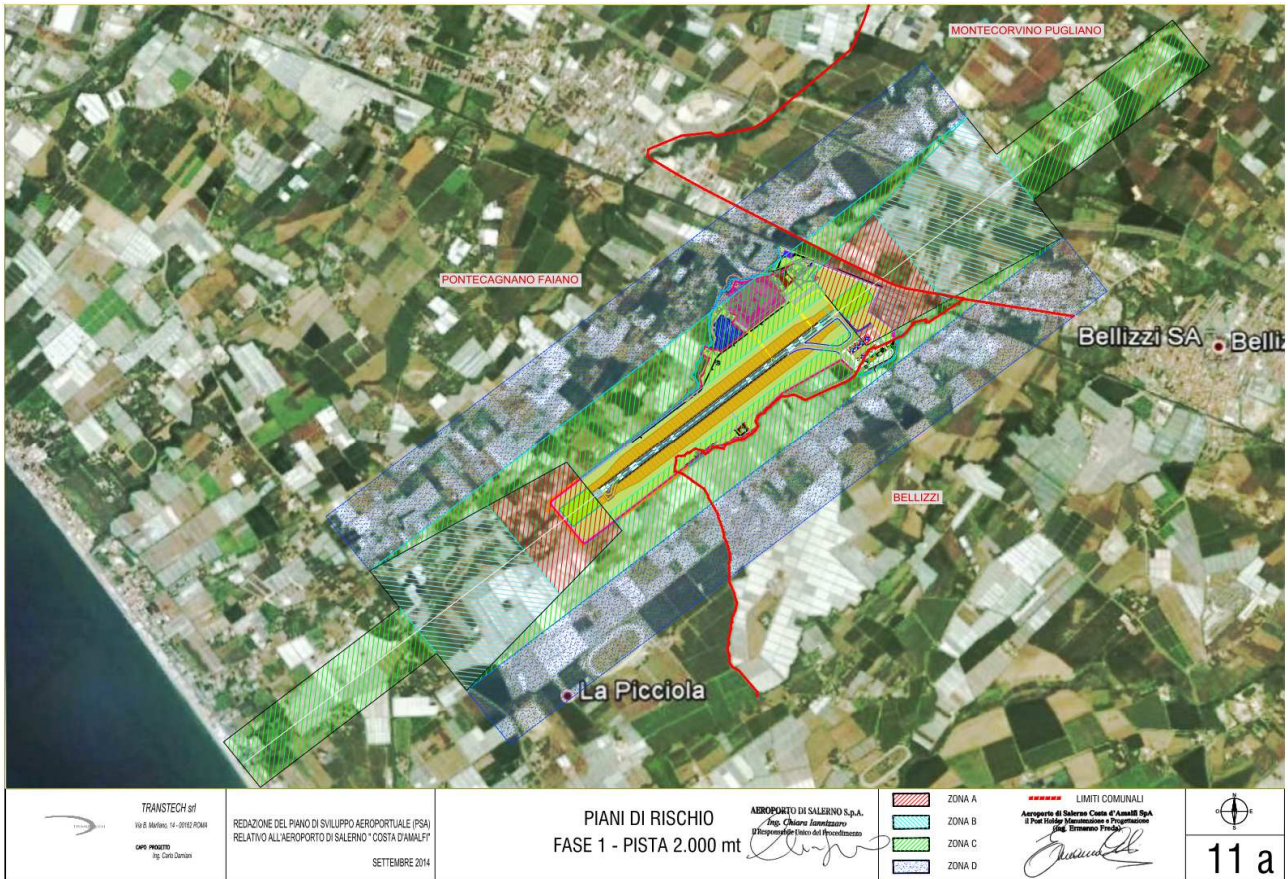 MONTECORVINO PUGLIANO
PONTECAGNANO FAIANO
Bellizzi SA
Belliz
BELLIZZI
La Picciola
TRANSTECH srl
Via B. Marliano, 14 - 00162 ROMA
CAPO PROGETTO
Ing. Carlo Damiani
REDAZIONE DEL PIANO DI SVILUPPO AEROPORTUALE (PSA)
RELATIVO ALL'AEROPORTO DI SALERNO " COSTA D'AMALFI"
SETTEMBRE 2014
PIANI DI RISCHIO
FASE 1 - PISTA 2.000 mt
AEROPORTO DI SALERNO S.p.A.
Ing. Chiara Iannizzaro
Il Responsabile Unico del Procedimento
ZONA A
ZONA B
ZONA C
ZONA D
LIMITI COMUNALI
Aeroporto di Salerno Costa d'Amalfi SpA
il Post Holder Manutenzione e Progettazione
(Ing. Ermanno Freda)
N
O
E
S
11 a